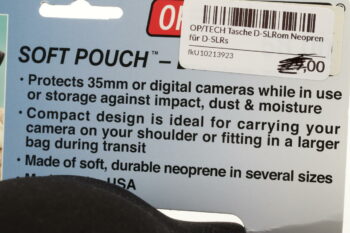 OP/TECH Tasche D-SLRom Neopren
für D-SLRs
fkU10213923
,00
SOFT POUCH™ –
• Protects 35mm or digital cameras while in use
or storage against impact, dust & moisture
• Compact design is ideal for carrying your
camera on your shoulder or fitting in a larger
bag during transit
• Made of soft, durable neoprene in several sizes
USA